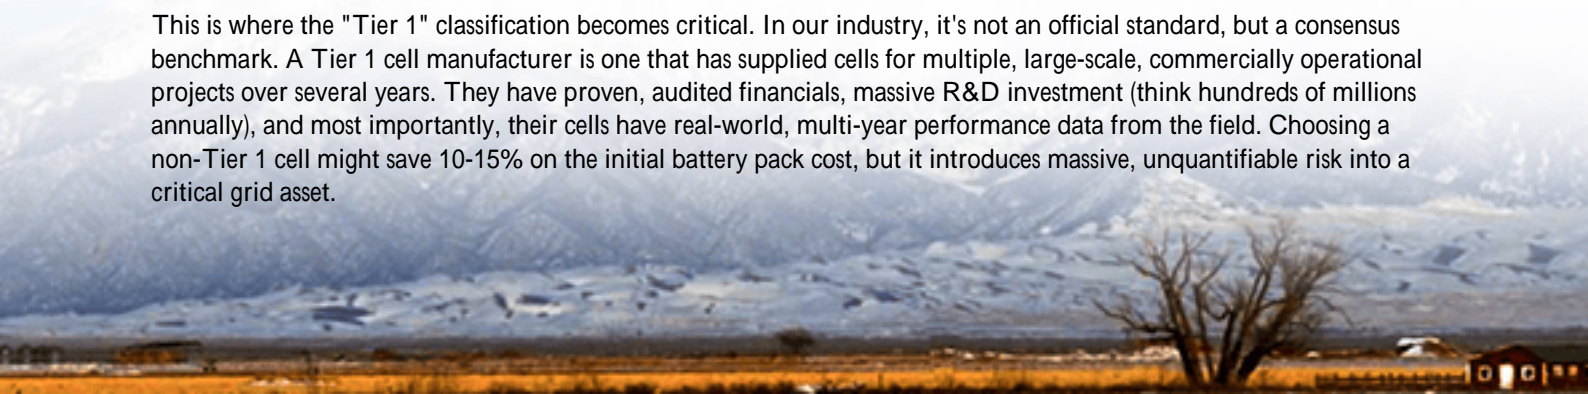 This is where the "Tier 1" classification becomes critical. In our industry, it's not an official standard, but a consensus
benchmark. A Tier 1 cell manufacturer is one that has supplied cells for multiple, large-scale, commercially operational
projects over several years. They have proven, audited financials, massive R&D investment (think hundreds of millions
annually), and most importantly, their cells have real-world, multi-year performance data from the field. Choosing a
non-Tier 1 cell might save 10-15% on the initial battery pack cost, but it introduces massive, unquantifiable risk into a
critical grid asset.